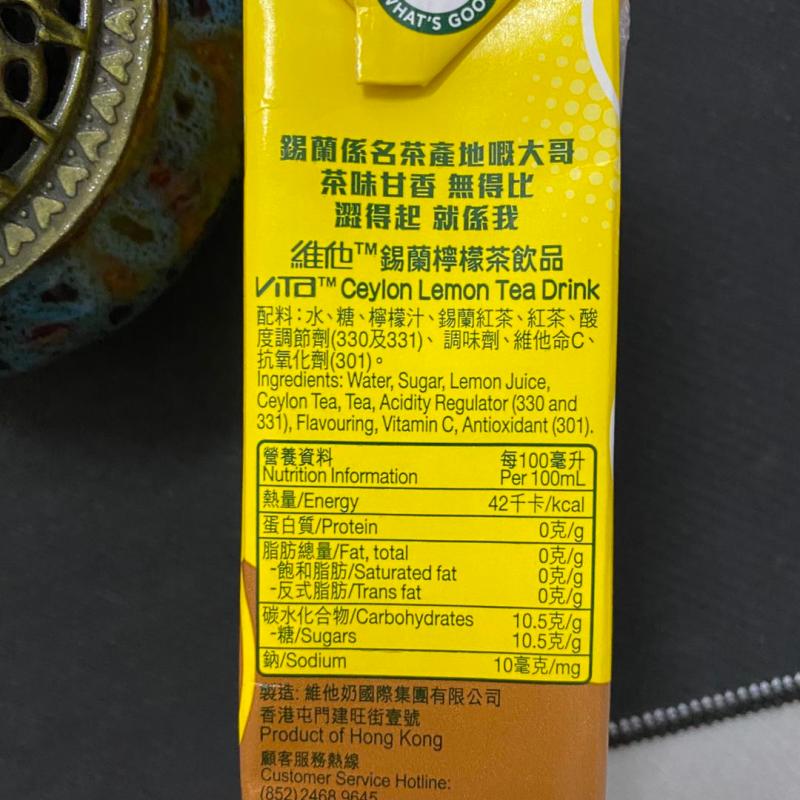 WHAT'S GOO
錫蘭係名茶產地嘅大哥
茶味甘香 無得比
澀得起 就係我
維他™錫蘭檸檬茶飲品
VITA™ Ceylon Lemon Tea Drink
配料：水、糖、檸檬汁、錫蘭紅茶、紅茶、酸
度調節劑(330及331)、調味劑、維他命C、
抗氧化劑(301)。
Ingredients: Water, Sugar, Lemon Juice,
Ceylon Tea, Tea, Acidity Regulator (330 and
331), Flavouring, Vitamin C, Antioxidant (301).
營養資料 每100毫升
Nutrition Information Per 100mL
熱量/Energy 42千卡/kcal
蛋白質/Protein 0克/g
脂肪總量/Fat, total 0克/g
-飽和脂肪/Saturated fat 0克/g
-反式脂肪/Trans fat 0克/g
碳水化合物/Carbohydrates 10.5克/g
-糖/Sugars 10.5克/g
鈉/Sodium 10毫克/mg
製造: 維他奶國際集團有限公司
香港屯門建旺街壹號
Product of Hong Kong
顧客服務熱線
Customer Service Hotline:
(852) 2468 9645